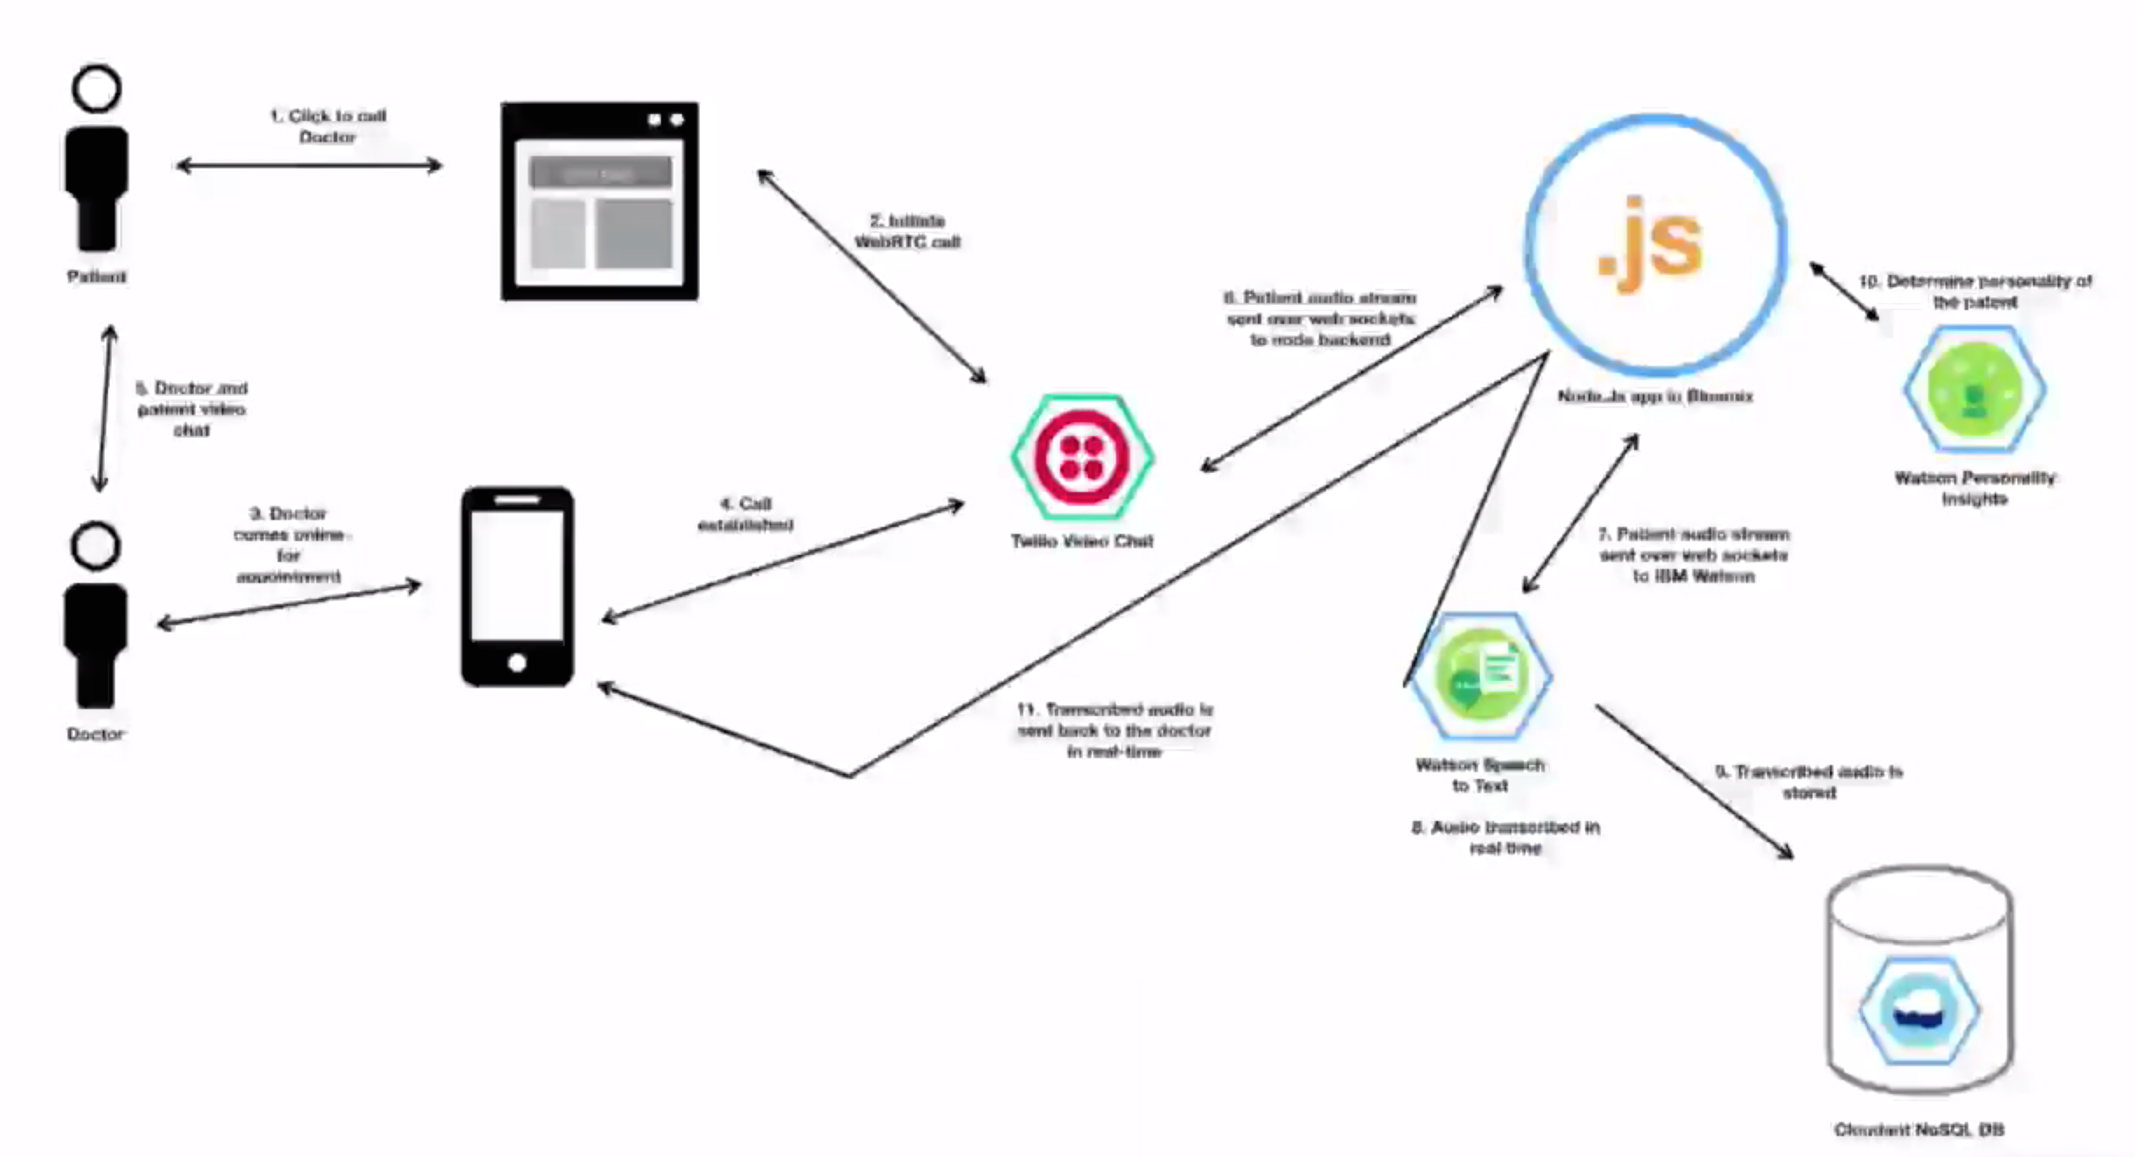 1. Click to call
Doctor
Patient
2. Initiate
WebRTC call
5. Doctor and
patient video
chat
3. Doctor
comes online
for
appointment
Doctor
4. Call
established
Twilio Video Chat
6. Patient audio stream
sent over web sockets
to node backend
.js
Node.Js app in Bluemix
10. Determine personality of
the patent
Watson Personality
Insights
7. Patient audio stream
sent over web sockets
to IBM Watson
Watson Speech
to Text
8. Audio transcribed in
real time
9. Transcribed audio is
stored
11. Transcribed audio is
sent back to the doctor
in real-time
Cloudant NoSQL DB